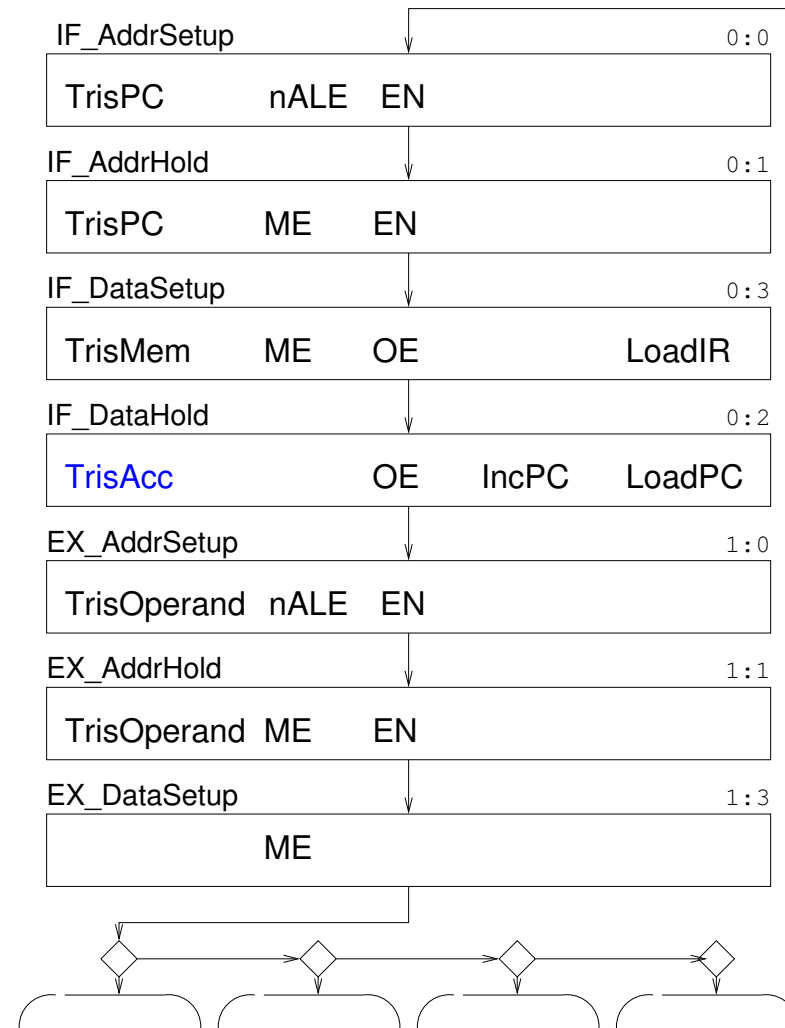 IF_AddrSetup 0:0
TrisPC nALE EN
IF_AddrHold 0:1
TrisPC ME EN
IF_DataSetup 0:3
TrisMem ME OE LoadIR
IF_DataHold 0:2
TrisAcc OE IncPC LoadPC
EX_AddrSetup 1:0
TrisOperand nALE EN
EX_AddrHold 1:1
TrisOperand ME EN
EX_DataSetup 1:3
ME